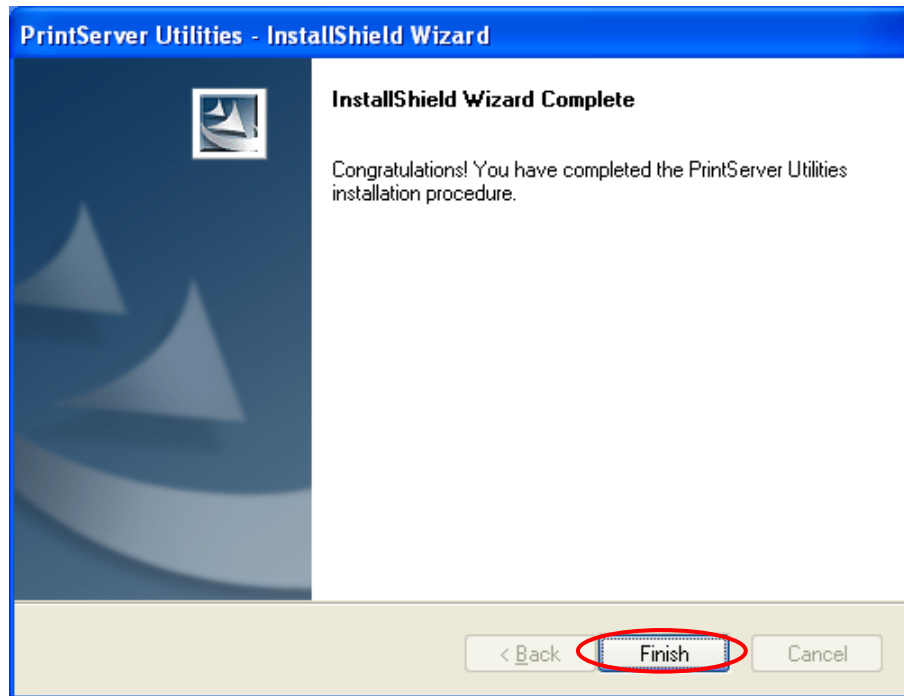 PrintServer Utilities - InstallShield Wizard
InstallShield Wizard Complete
Congratulations! You have completed the PrintServer Utilities
installation procedure.
< Back
Finish
Cancel